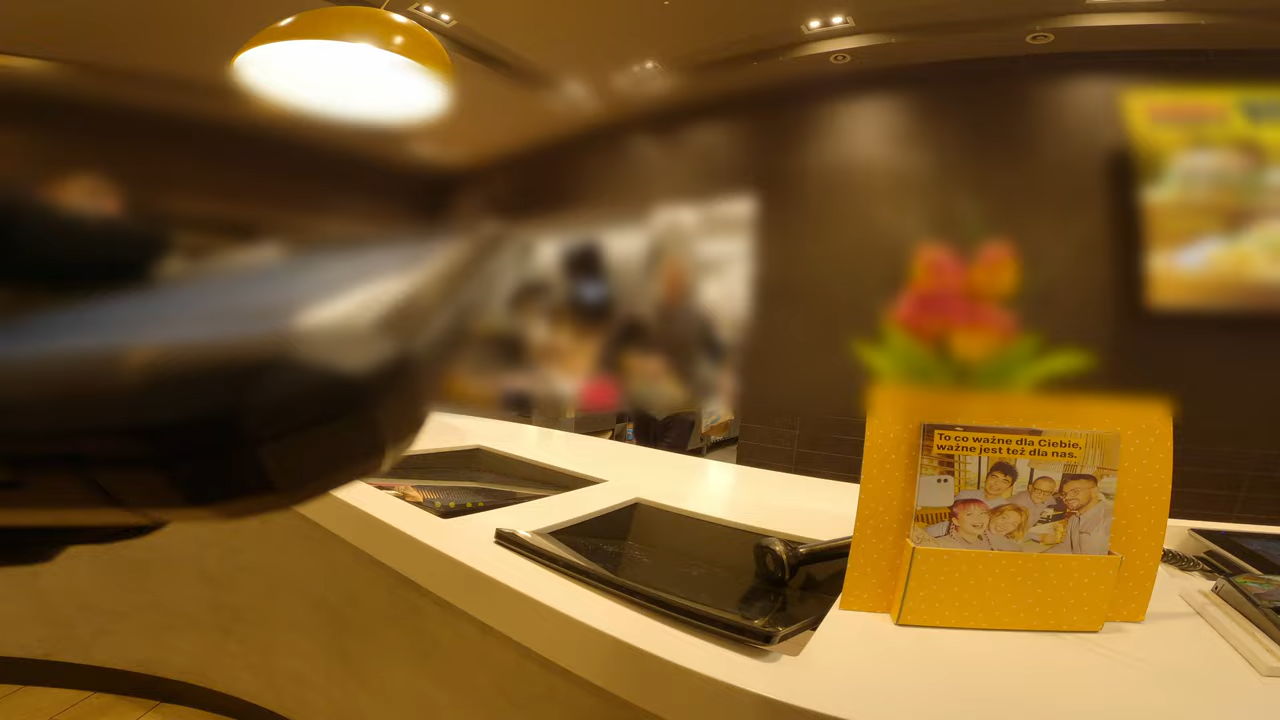 To co ważne dla Ciebie,
ważne jest też dla nas.